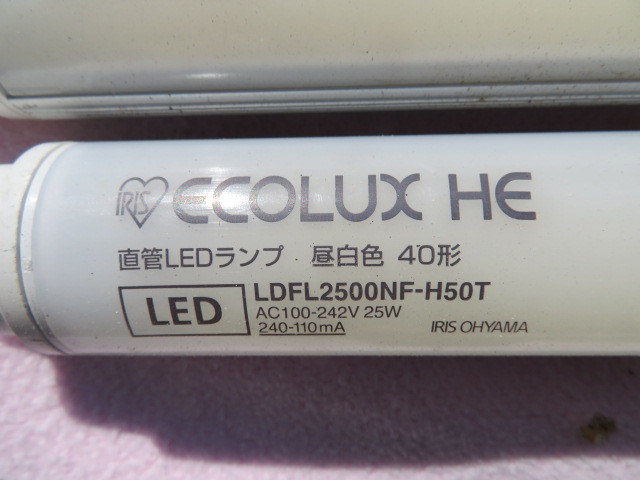 IRIS ECOLUX HE
直管LEDランプ 昼白色 40形
LED
LDFL2500NF-H50T
AC100-242V 25W
240-110mA
IRIS OHYAMA